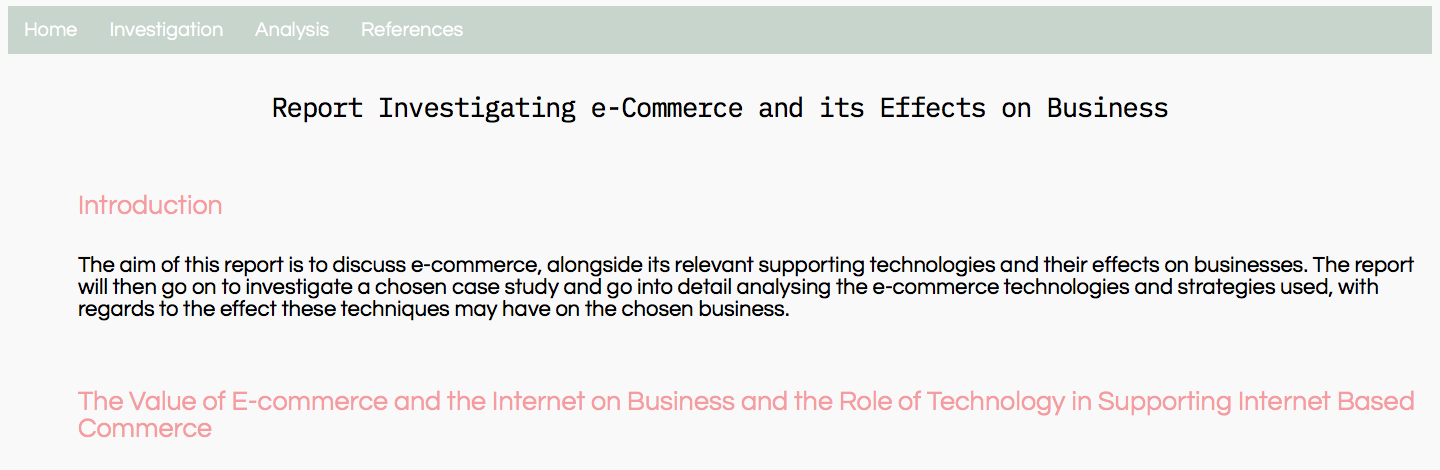 Home Investigation Analysis References
Report Investigating e-Commerce and its Effects on Business
Introduction
The aim of this report is to discuss e-commerce, alongside its relevant supporting technologies and their effects on businesses. The report
will then go on to investigate a chosen case study and go into detail analysing the e-commerce technologies and strategies used, with
regards to the effect these techniques may have on the chosen business.
The Value of E-commerce and the Internet on Business and the Role of Technology in Supporting Internet Based
Commerce